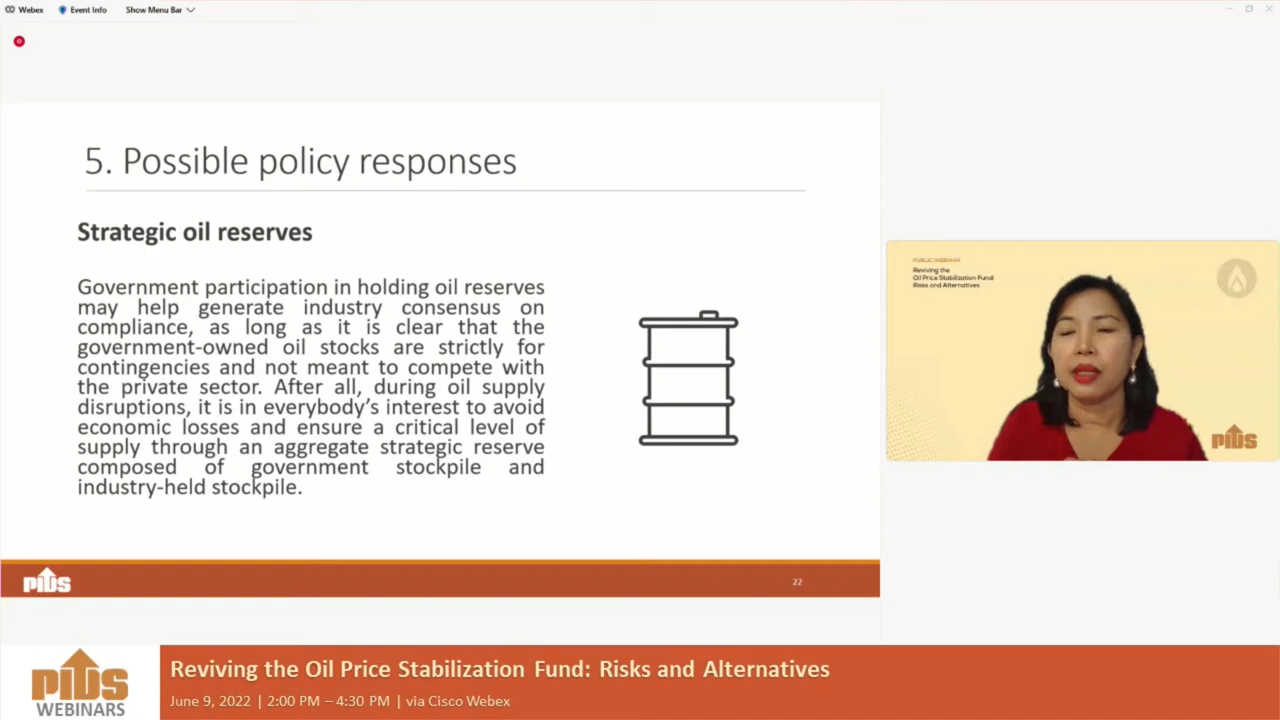 Webex
Event Info
Show Menu Bar
5. Possible policy responses
Strategic oil reserves
Government participation in holding oil reserves
may help generate industry consensus on
compliance, as long as it is clear that the
government-owned oil stocks are strictly for
contingencies and not meant to compete with
the private sector. After all, during oil supply
disruptions, it is in everybody’s interest to avoid
economic losses and ensure a critical level of
supply through an aggregate strategic reserve
composed of government stockpile and
industry-held stockpile.
PUBLIC WEBINAR
Reviving the
Oil Price Stabilization Fund:
Risks and Alternatives
PIDS
PIDS
22
PIDS
WEBINARS
Reviving the Oil Price Stabilization Fund: Risks and Alternatives
June 9, 2022 | 2:00 PM – 4:30 PM | via Cisco Webex